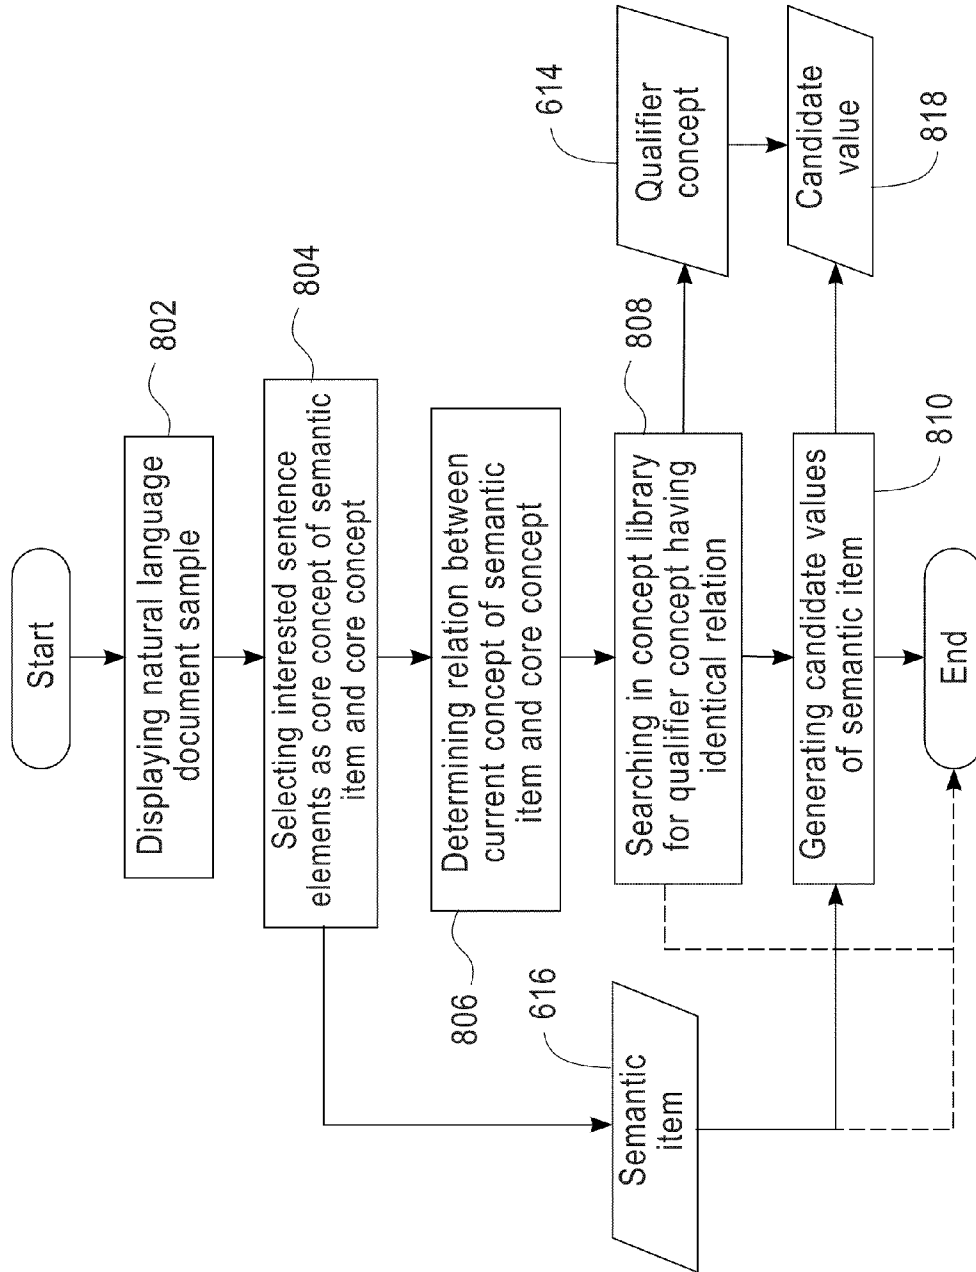 Start
Displaying natural language
document sample
802
Selecting interested sentence
elements as core concept of semantic
item and core concept
804
Determining relation between
current concept of semantic
item and core concept
806
Searching in concept library
for qualifier concept having
identical relation
808
Qualifier
concept
614
Semantic
item
616
Generating candidate values
of semantic item
810
Candidate
value
818
End